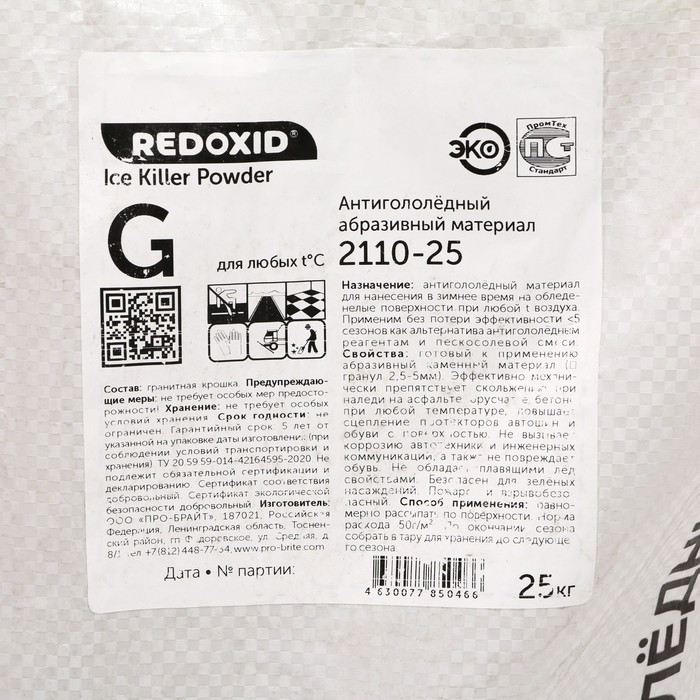 REDOXID®
Ice Killer Powder
G
для любых t°C
ЭКО
ПромТех
ПСт
Стандарт
Антигололёдный
абразивный материал
2110-25
Состав: гранитная крошка Предупреждаю-
щие меры: не требует особых мер предосто-
рожности! Хранение: не требует особых
условий хранения. Срок годности: не
ограничен. Гарантийный срок 5 лет от
указанной на упаковке даты изготовления (при
соблюдении условий транспортировки и
хранения) ТУ 20.59.59-014-42164595-2020 Не
подлежит обязательной сертификации и
декларированию. Сертификат соответствия
добровольный. Сертификат экологической
безопасности добровольный. Изготовитель:
ООО «ПРО-БРАЙТ», 187021, Российская
Федерация, Ленинградская область, Тоснен-
ский район, гп Федоровское, ул. Средняя, д
8/ тел.+7(812)448-77-54, www.pro-brite.com
Назначение: антигололёдный материал
для нанесения в зимнее время на обледе-
нелые поверхности при любой t воздуха.
Применим без потери эффективности <5
сезонов как альтернатива антигололёдным
реагентам и пескосолевой смеси.
Свойства: готовый к применению
абразивный каменный материал (
гранул 2,5-5мм). Эффективно механи-
чески препятствует скольжению при
наледи на асфальте, брусчатке, бетоне
при любой температуре, повышает
сцепление протекторов автошин и
обуви с поверхностью. Не вызывает
коррозию автотехники и инженерных
коммуникаций, а также не повреждает
обувь. Не обладает плавящими лёд
свойствами. Безопасен для зелёных
насаждений. Пожаро- и взрывобезо-
пасный. Способ применения: равно-
мерно рассыпать по поверхности. Норма
расхода 50г/м². По окончании сезона
собрать в тару для хранения до следующе-
го сезона.
Дата • № партии:
4 630077 850466
25кг
ЛЁДЫ